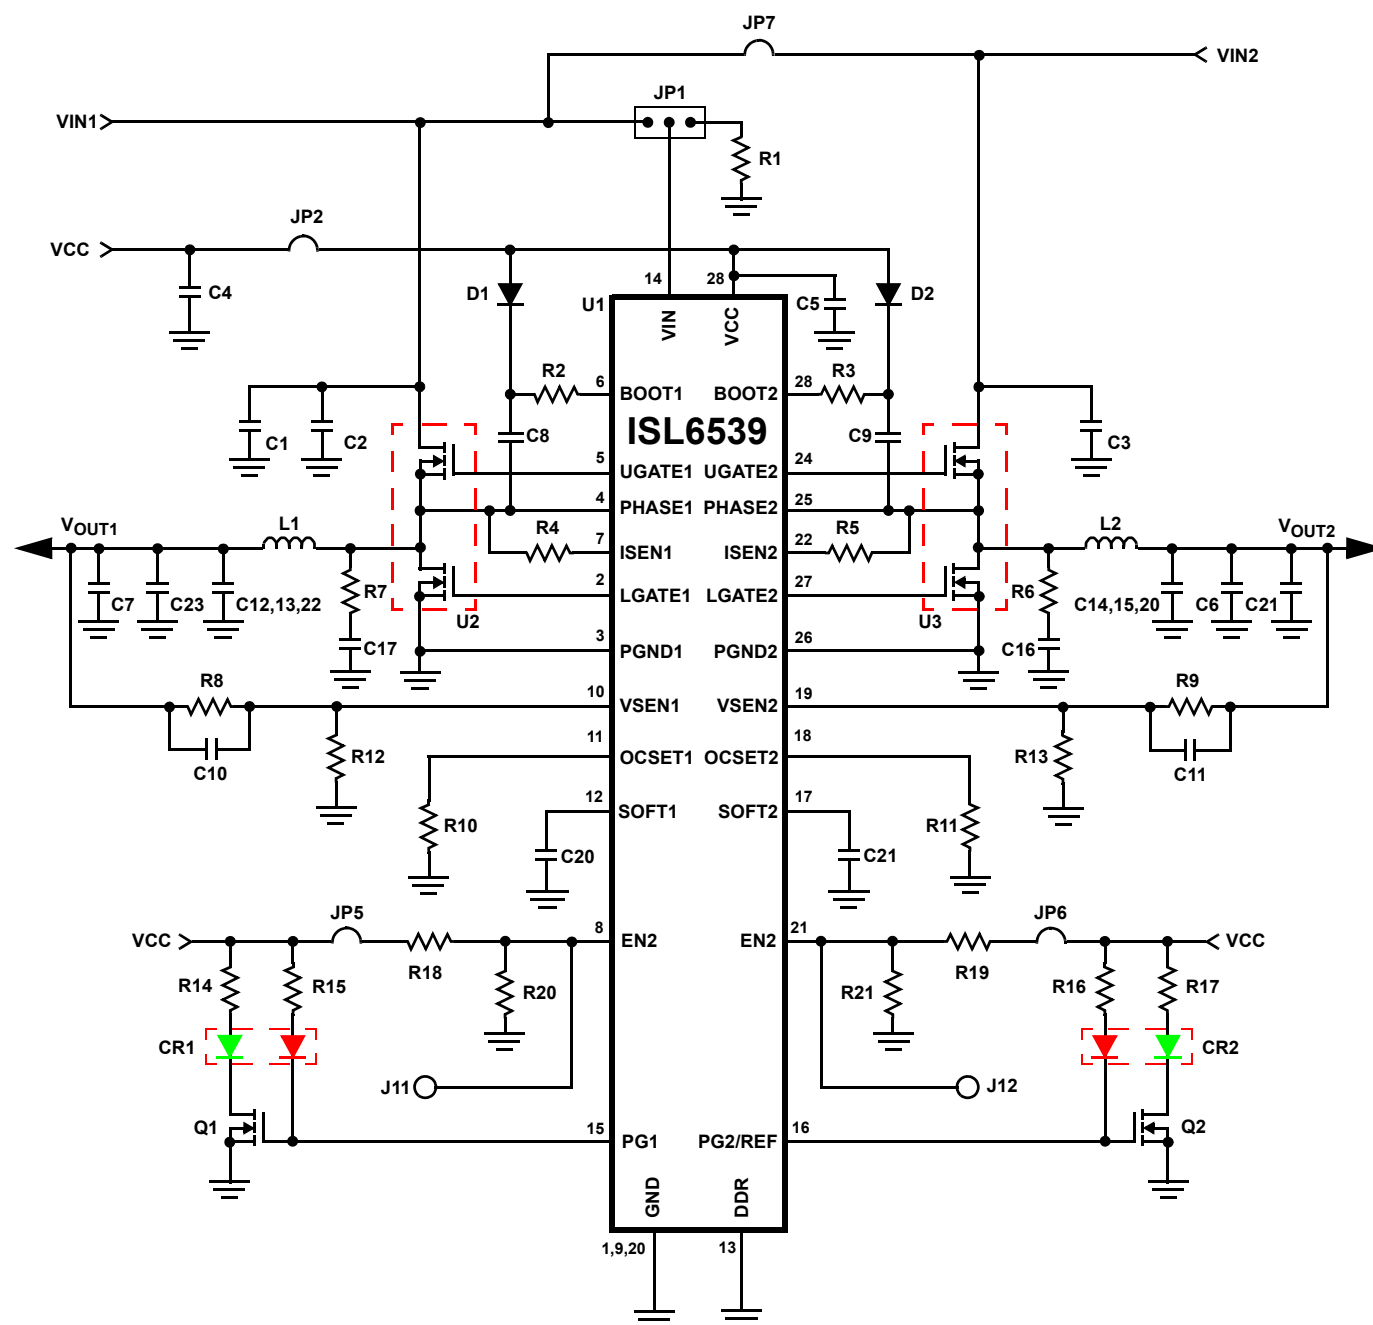 JP7
VIN2
JP1
VIN1
R1
JP2
VCC
14
28
C4
D1
U1
C5
D2
VIN
VCC
R2
6
BOOT1
BOOT2
28
R3
ISL6539
C1
C2
C8
C9
C3
5
UGATE1
UGATE2
24
4
PHASE1
PHASE2
25
VOUT1
L1
R4
7
ISEN1
ISEN2
22
R5
L2
VOUT2
2
LGATE1
LGATE2
27
C7
C23
C12,13,22
R7
U2
U3
R6
C14,15,20
C6
C21
C17
3
PGND1
PGND2
26
C16
R8
10
VSEN1
VSEN2
19
R9
C10
R12
11
OCSET1
OCSET2
18
R13
C11
12
SOFT1
SOFT2
17
R10
C20
C21
R11
VCC
JP5
R18
8
EN2
EN2
21
R19
JP6
VCC
R14
R15
R20
R21
R16
R17
CR1
CR2
J11
J12
Q1
15
PG1
PG2/REF
16
Q2
GND
DDR
1,9,20
13